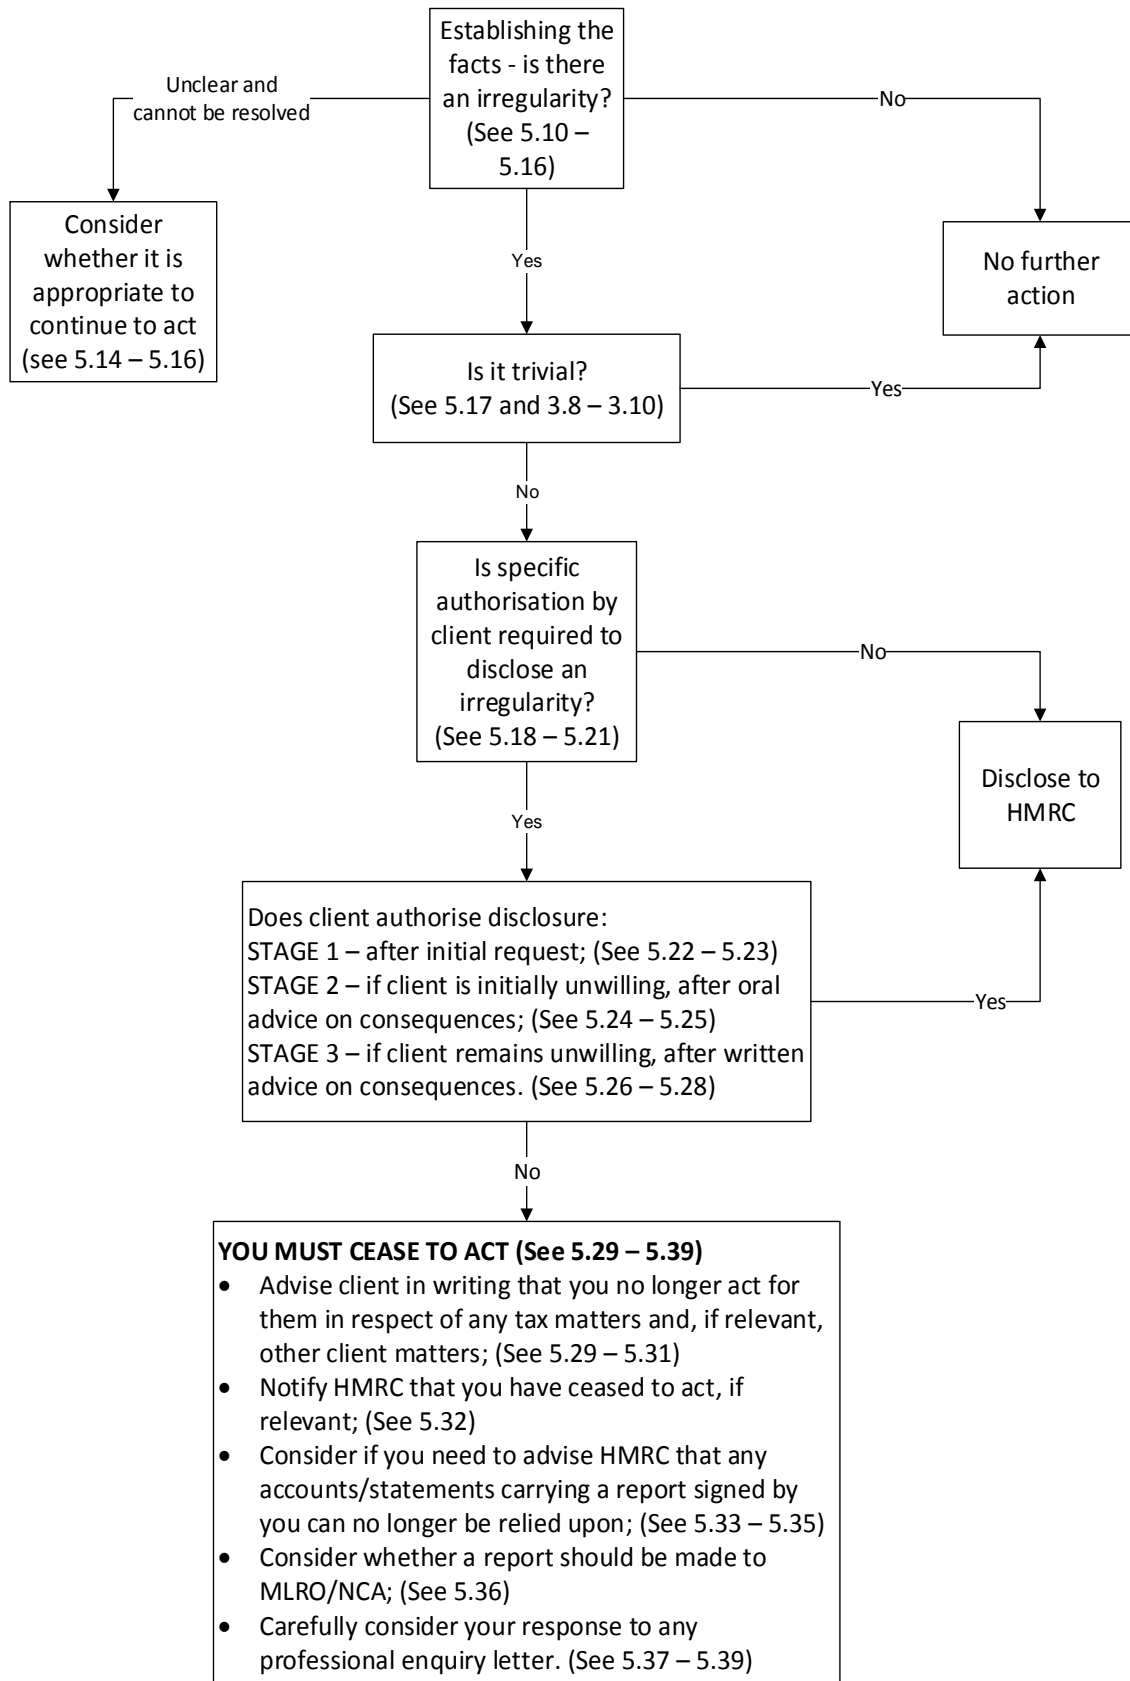 Establishing the
facts - is there
an irregularity?
(See 5.10 –
5.16)
Unclear and
cannot be resolved
No
Consider
whether it is
appropriate to
continue to act
(see 5.14 – 5.16)
Yes
No further
action
Is it trivial?
(See 5.17 and 3.8 – 3.10)
Yes
No
Is specific
authorisation by
client required to
disclose an
irregularity?
(See 5.18 – 5.21)
No
Disclose to
HMRC
Yes
Does client authorise disclosure:
STAGE 1 – after initial request; (See 5.22 – 5.23)
STAGE 2 – if client is initially unwilling, after oral
advice on consequences; (See 5.24 – 5.25)
STAGE 3 – if client remains unwilling, after written
advice on consequences. (See 5.26 – 5.28)
Yes
No
YOU MUST CEASE TO ACT (See 5.29 – 5.39)
• Advise client in writing that you no longer act for
them in respect of any tax matters and, if relevant,
other client matters; (See 5.29 – 5.31)
• Notify HMRC that you have ceased to act, if
relevant; (See 5.32)
• Consider if you need to advise HMRC that any
accounts/statements carrying a report signed by
you can no longer be relied upon; (See 5.33 – 5.35)
• Consider whether a report should be made to
MLRO/NCA; (See 5.36)
• Carefully consider your response to any
professional enquiry letter. (See 5.37 – 5.39)